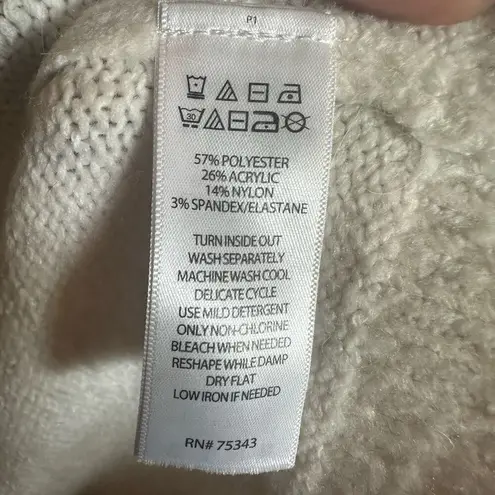 P1
30
57% POLYESTER
26% ACRYLIC
14% NYLON
3% SPANDEX/ELASTANE
TURN INSIDE OUT
WASH SEPARATELY
MACHINE WASH COOL
DELICATE CYCLE
USE MILD DETERGENT
ONLY NON-CHLORINE
BLEACH WHEN NEEDED
RESHAPE WHILE DAMP
DRY FLAT
LOW IRON IF NEEDED
RN# 75343